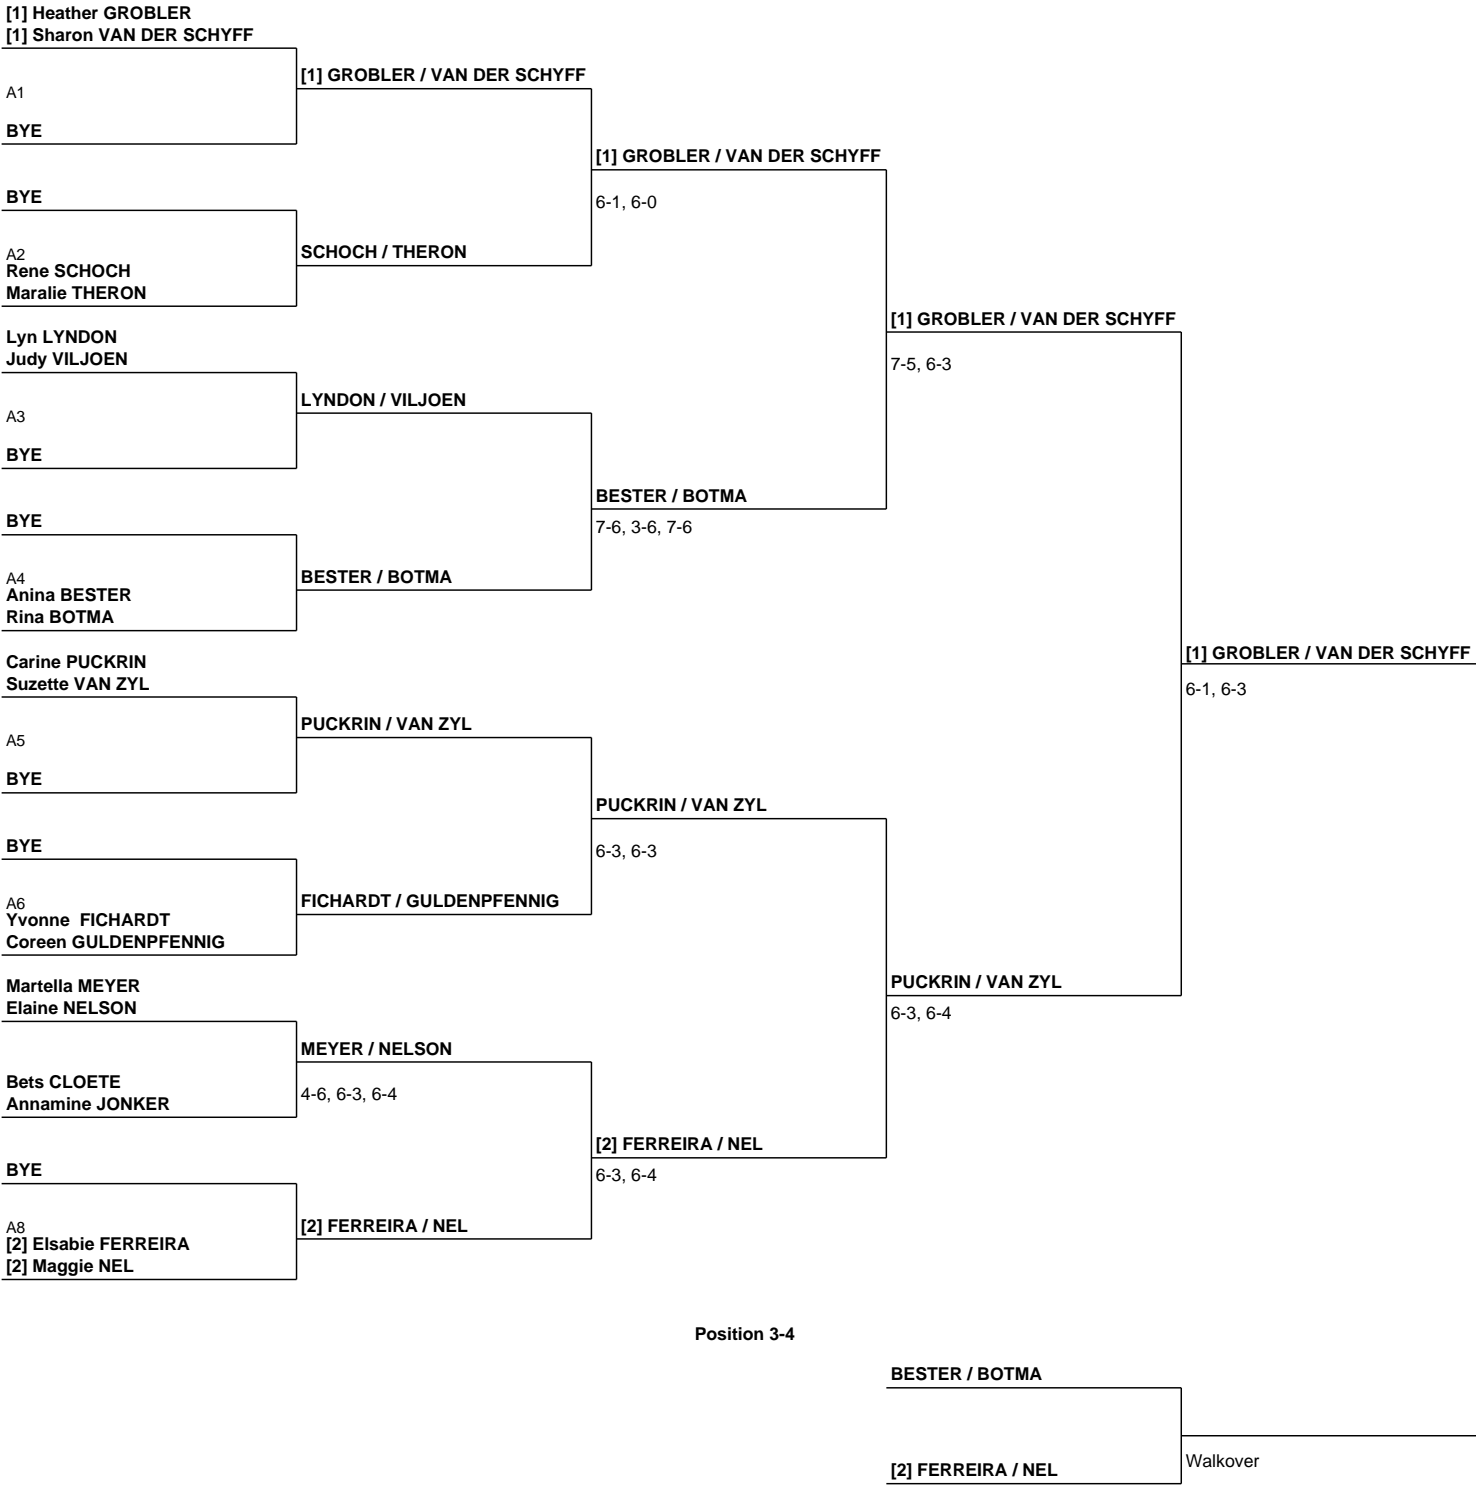 [1] Heather GROBLER
[1] Sharon VAN DER SCHYFF
[1] GROBLER / VAN DER SCHYFF
A1
BYE
[1] GROBLER / VAN DER SCHYFF
BYE
6-1, 6-0
A2
SCHOCH / THERON
Rene SCHOCH
Maralie THERON
[1] GROBLER / VAN DER SCHYFF
Lyn LYNDON
Judy VILJOEN
7-5, 6-3
LYNDON / VILJOEN
A3
BYE
BESTER / BOTMA
BYE
7-6, 3-6, 7-6
A4
BESTER / BOTMA
Anina BESTER
Rina BOTMA
[1] GROBLER / VAN DER SCHYFF
Carine PUCKRIN
Suzette VAN ZYL
6-1, 6-3
PUCKRIN / VAN ZYL
A5
BYE
PUCKRIN / VAN ZYL
BYE
6-3, 6-3
A6
FICHARDT / GULDENPFENNIG
Yvonne  FICHARDT
Coreen GULDENPFENNIG
PUCKRIN / VAN ZYL
Martella MEYER
Elaine NELSON
6-3, 6-4
MEYER / NELSON
Bets CLOETE
4-6, 6-3, 6-4
Annamine JONKER
[2] FERREIRA / NEL
BYE
6-3, 6-4
A8
[2] FERREIRA / NEL
[2] Elsabie FERREIRA
[2] Maggie NEL
Position 3-4
BESTER / BOTMA
Walkover
[2] FERREIRA / NEL